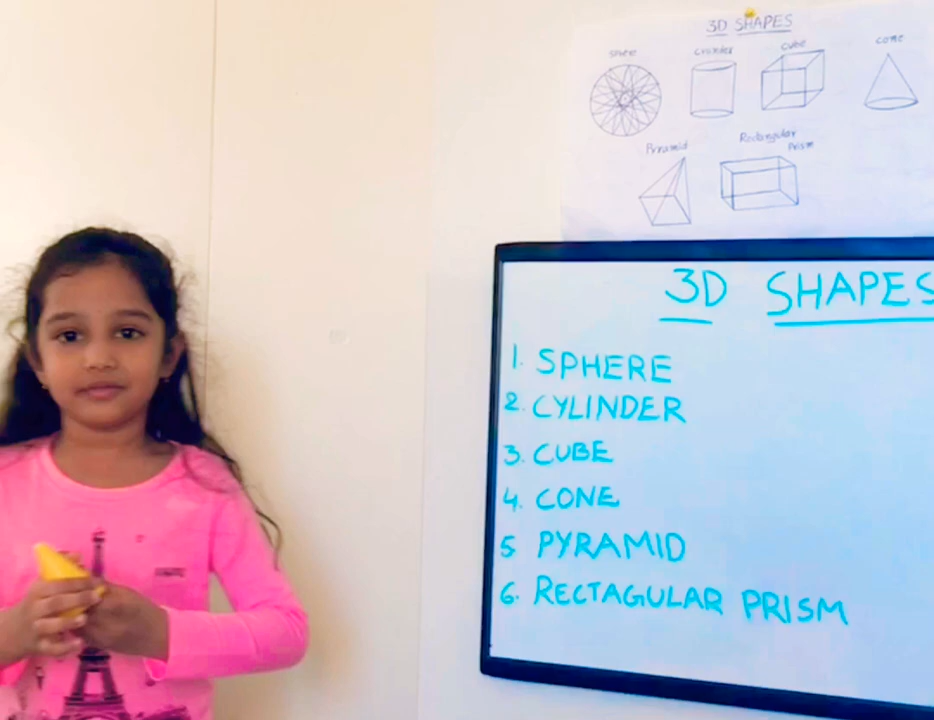 3D SHAPES
Sphere Cylinder Cube Cone
Pyramid Rectangular
Prism
3D SHAPES
1. SPHERE
2. CYLINDER
3. CUBE
4. CONE
5 PYRAMID
6. RECTAGULAR PRISM